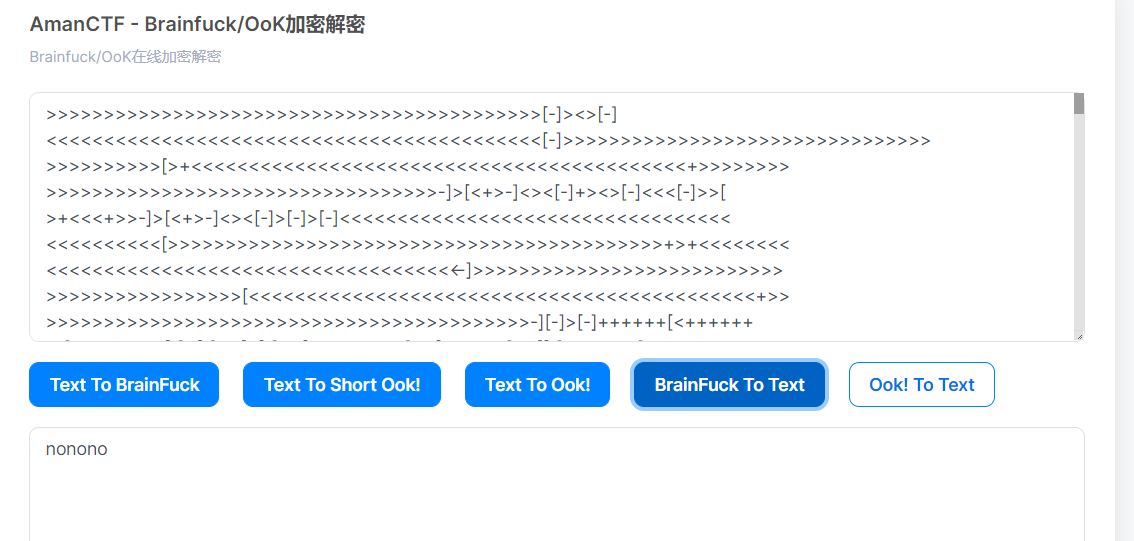 AmanCTF - Brainfuck/OoK加密解密
Brainfuck/OoK在线加密解密
>>>>>>>>>>>>>>>>>>>>>>>>>>>>>>>>>>>>>>>>>>>[-]><>[-]
<<<<<<<<<<<<<<<<<<<<<<<<<<<<<<<<<<<<<<<<<<<[-]>>>>>>>>>>>>>>>>>>>>>>>>>>>>>>>>
>>>>>>>>>>[>+<<<<<<<<<<<<<<<<<<<<<<<<<<<<<<<<<<<<<<<<<<<+>>>>>>>>
>>>>>>>>>>>>>>>>>>>>>>>>>>>>>>>>>>-]>[<+>-]<><[-]+><>[-]<<<[-]>>[
>+<<<+>>-]>[<+>-]<><[-]>[-]>[-]<<<<<<<<<<<<<<<<<<<<<<<<<<<<<<<<<<
<<<<<<<<<<[>>>>>>>>>>>>>>>>>>>>>>>>>>>>>>>>>>>>>>>>>>>+>+<<<<<<<<
<<<<<<<<<<<<<<<<<<<<<<<<<<<<<<<<<<<<-]>>>>>>>>>>>>>>>>>>>>>>>>>>>
>>>>>>>>>>>>>>>>>[<<<<<<<<<<<<<<<<<<<<<<<<<<<<<<<<<<<<<<<<<<<<+>>
>>>>>>>>>>>>>>>>>>>>>>>>>>>>>>>>>>>>>>>>>>-][-]>[-]++++++[<++++++
Text To BrainFuck
Text To Short Ook!
Text To Ook!
BrainFuck To Text
Ook! To Text
nonono